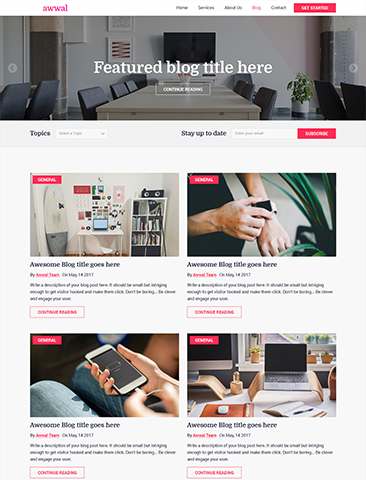 awwal
Home Services About Us Blog Contact GET STARTED
Featured blog title here
CONTINUE READING
Topics Select a Topic Stay up to date Enter your email SUBSCRIBE
GENERAL
Awesome Blog title goes here
By Awwal Team On May, 14 2017
Write a description of your blog post here. It should be small but intriging
enough to get visitor hooked and make them click. Don't be boring... Be clever
and engage your user.
CONTINUE READING
GENERAL
Awesome Blog title goes here
By Awwal Team On May, 14 2017
Write a description of your blog post here. It should be small but intriging
enough to get visitor hooked and make them click. Don't be boring... Be clever
and engage your user.
CONTINUE READING
GENERAL
Awesome Blog title goes here
By Awwal Team On May, 14 2017
Write a description of your blog post here. It should be small but intriging
enough to get visitor hooked and make them click. Don't be boring... Be clever
and engage your user.
CONTINUE READING
GENERAL
Awesome Blog title goes here
By Awwal Team On May, 14 2017
Write a description of your blog post here. It should be small but intriging
enough to get visitor hooked and make them click. Don't be boring... Be clever
and engage your user.
CONTINUE READING